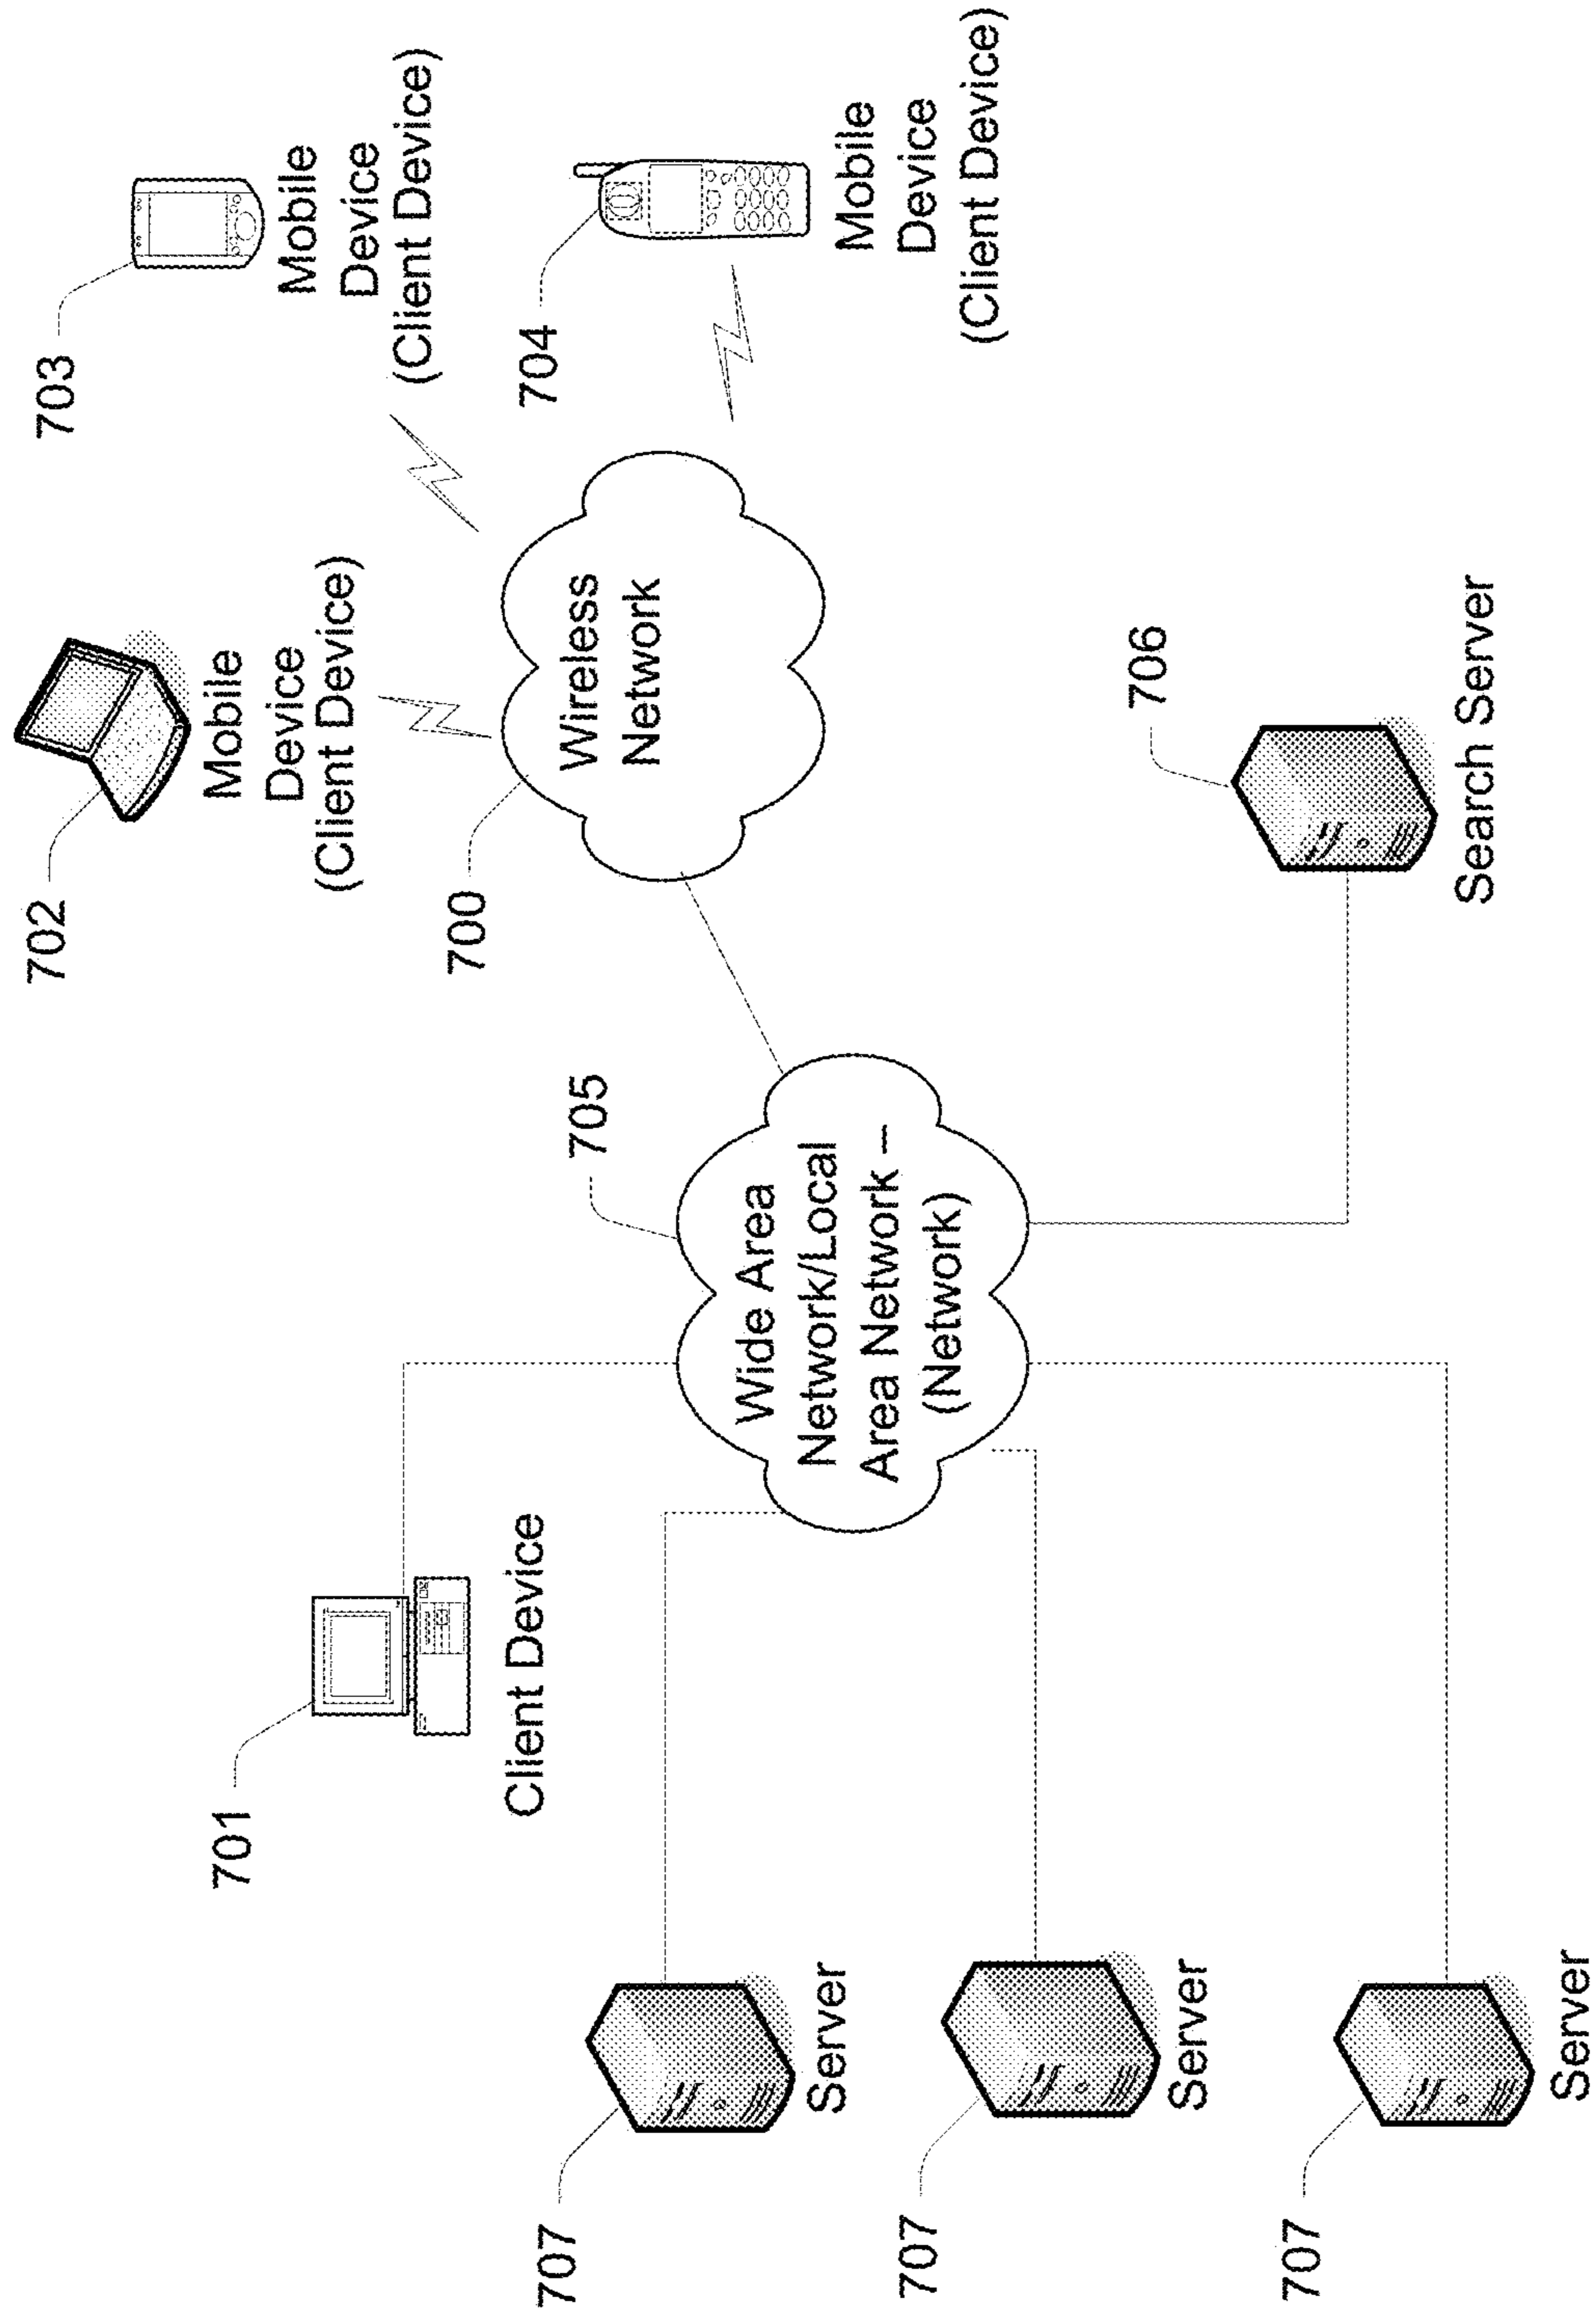 702
Mobile
Device
(Client Device)
703
Mobile
Device
(Client Device)
700
Wireless
Network
704
Mobile
Device
(Client Device)
701
Client Device
705
Wide Area
Network/Local
Area Network –
(Network)
706
Search Server
707
Server
707
Server
707
Server